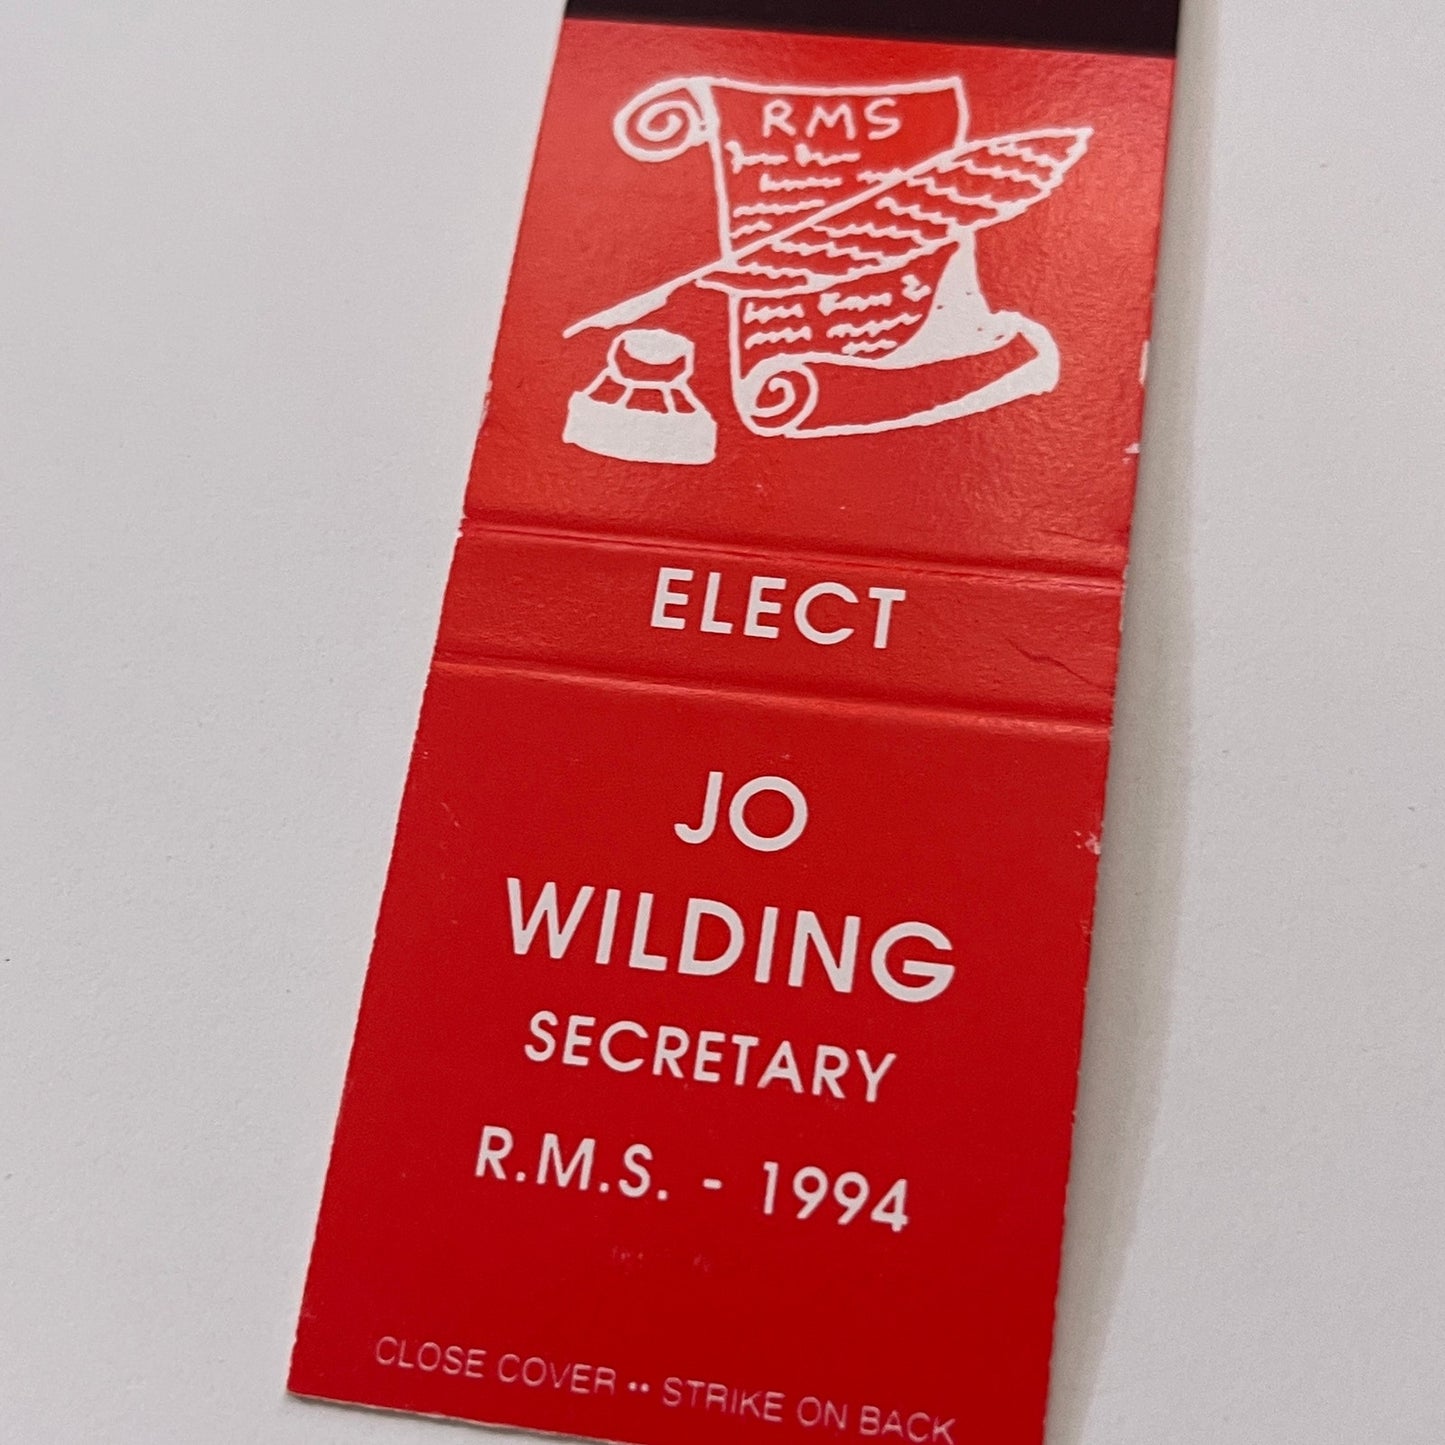 RMS
ELECT
JO
WILDING
SECRETARY
R.M.S. - 1994
CLOSE COVER •• STRIKE ON BACK